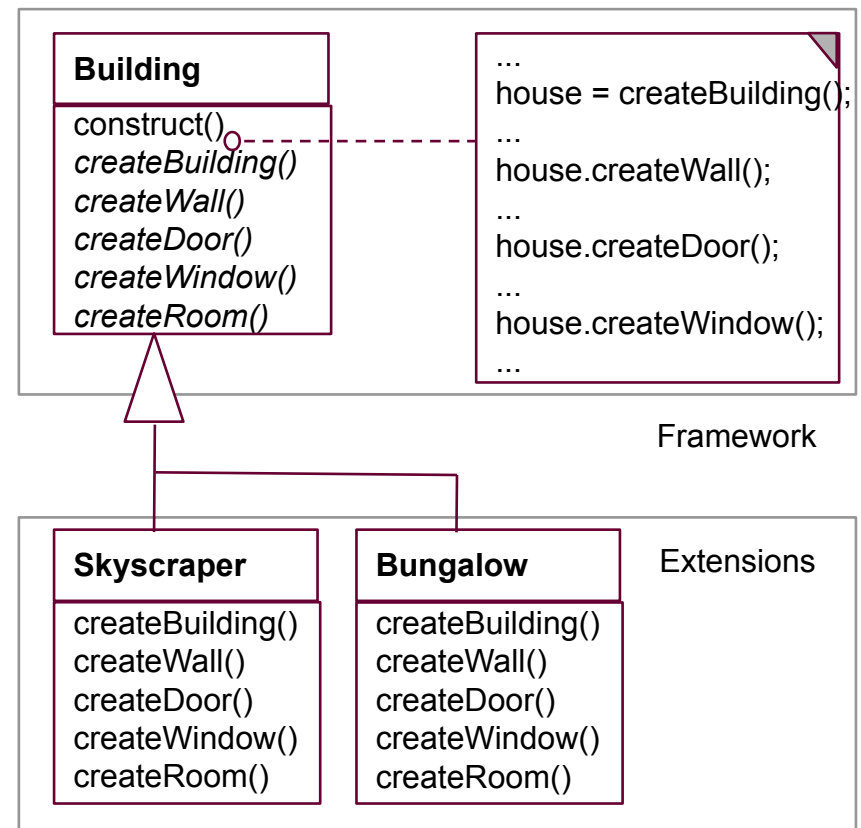 Building
construct()
createBuilding()
createWall()
createDoor()
createWindow()
createRoom()
...
house = createBuilding();
...
house.createWall();
...
house.createDoor();
...
house.createWindow();
...
Framework
Extensions
Skyscraper
createBuilding()
createWall()
createDoor()
createWindow()
createRoom()
Bungalow
createBuilding()
createWall()
createDoor()
createWindow()
createRoom()